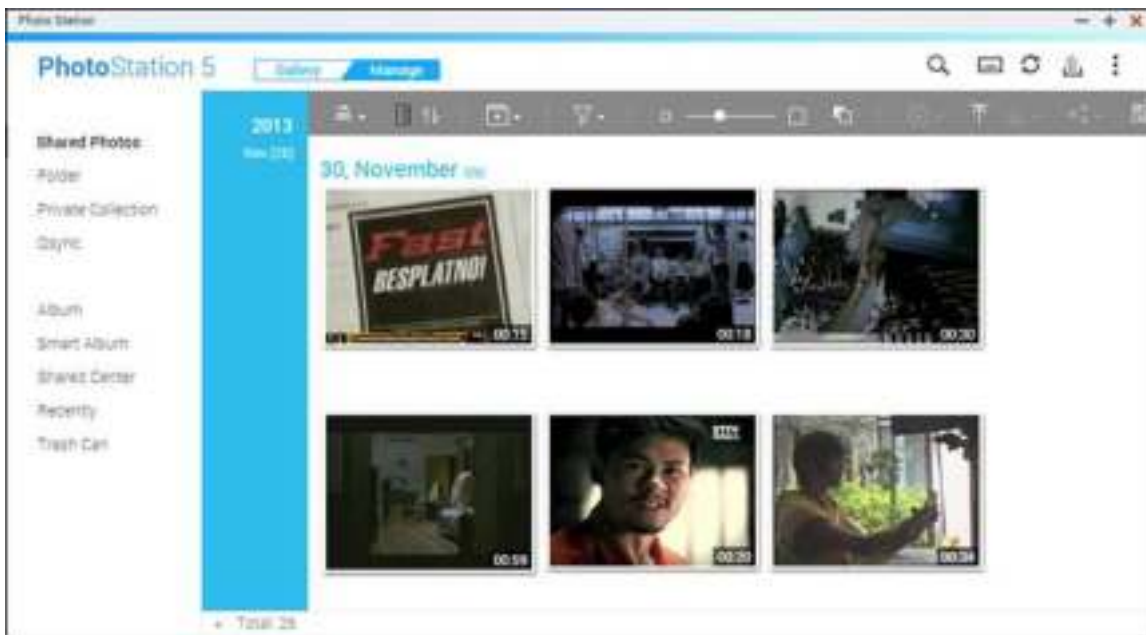 Photo Station
PhotoStation 5
Gallery
Manage
Shared Photos
Folder
Private Collection
Qsync
Album
Smart Album
Shared Center
Recently
Trash Can
2013
Nov (26)
30, November
Fast
BESPLATNO!
00:15
00:18
00:30
00:59
00:20
00:34
Total: 26